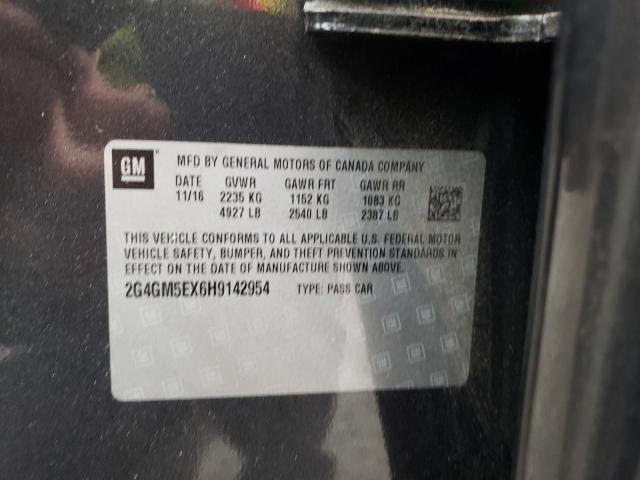 GM MFD BY GENERAL MOTORS OF CANADA COMPANY
DATE GVWR GAWR FRT GAWR RR
11/16 2235 KG 1152 KG 1083 KG
4927 LB 2540 LB 2387 LB
THIS VEHICLE CONFORMS TO ALL APPLICABLE U.S. FEDERAL MOTOR
VEHICLE SAFETY, BUMPER, AND THEFT PREVENTION STANDARDS IN
EFFECT ON THE DATE OF MANUFACTURE SHOWN ABOVE.
2G4GM5EX6H9142954 TYPE: PASS CAR